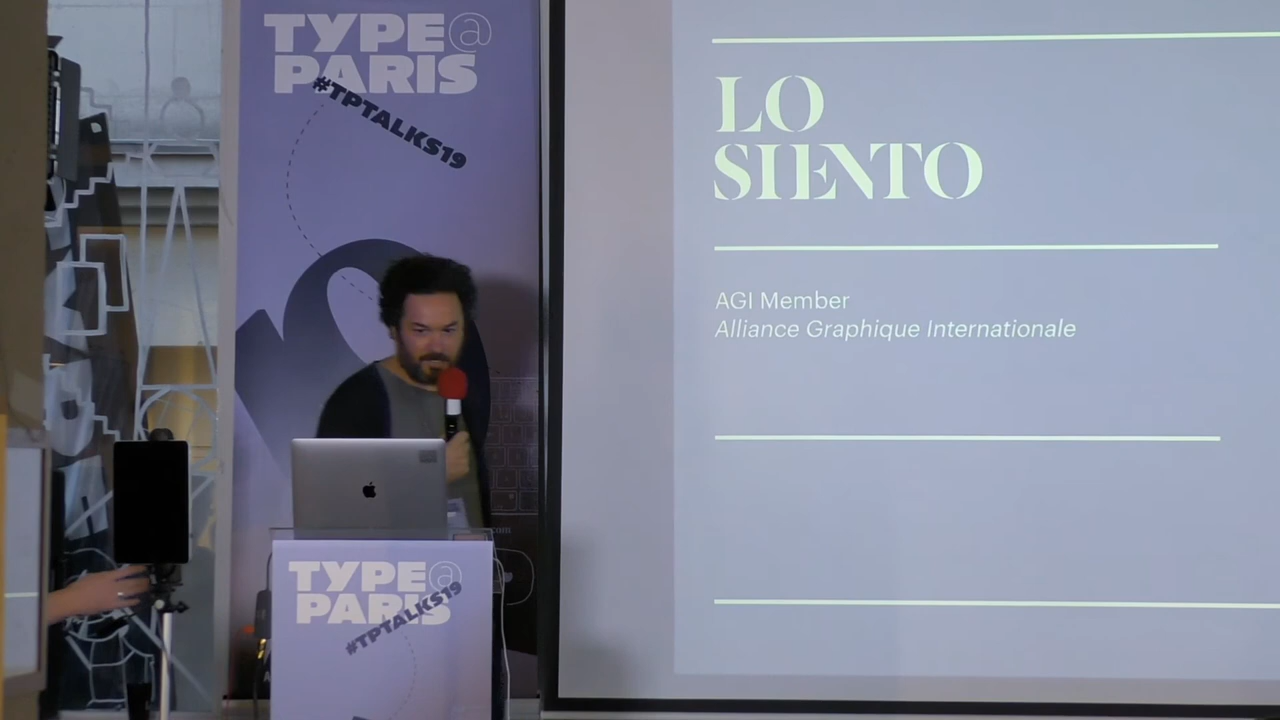 TYPE@
PARIS
#TPTALKS19
LO
SIENTO
AGI Member
Alliance Graphique Internationale
TYPE@
PARIS
#TPTALKS19